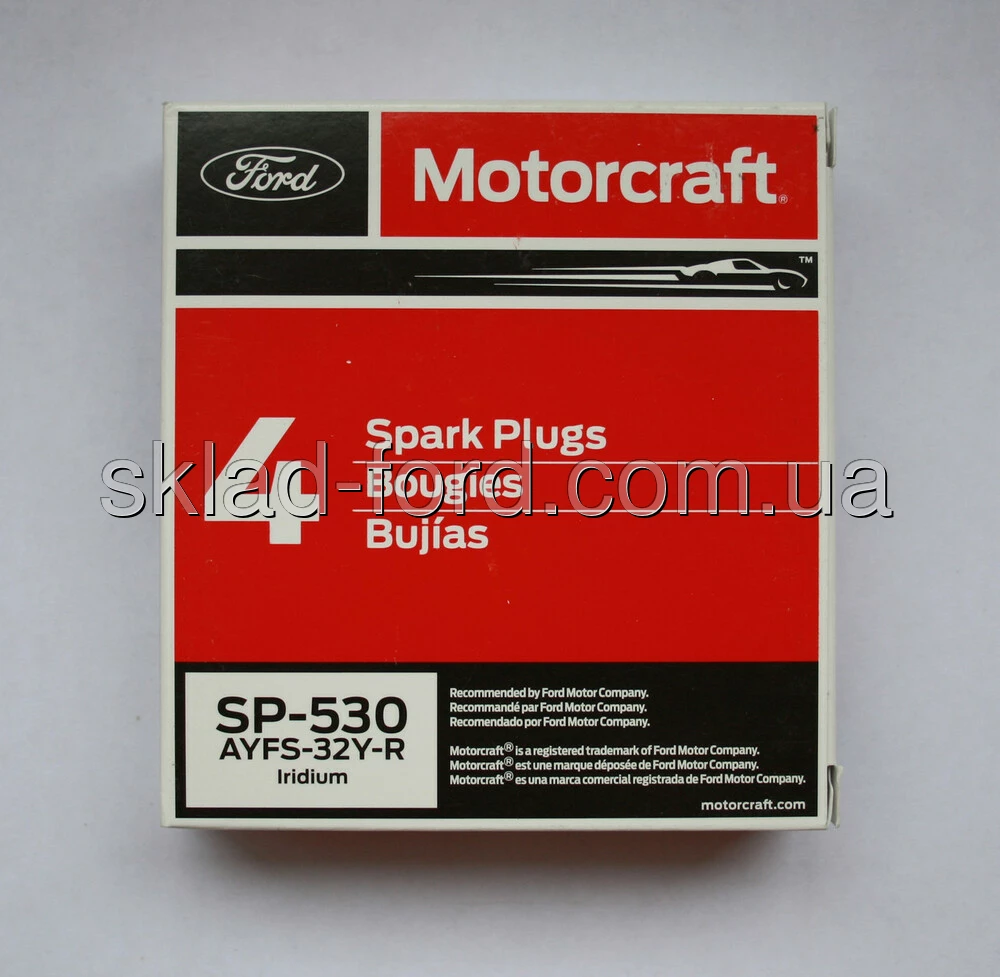 Ford
Motorcraft®
™
4
Spark Plugs
Bougies
Bujías
sklad-ford.com.ua
SP-530
AYFS-32Y-R
Iridium
Recommended by Ford Motor Company.
Recommandé par Ford Motor Company.
Recomendado por Ford Motor Company.
Motorcraft® is a registered trademark of Ford Motor Company.
Motorcraft® est une marque déposée de Ford Motor Company.
Motorcraft® es una marca comercial registrada de Ford Motor Company.
motorcraft.com